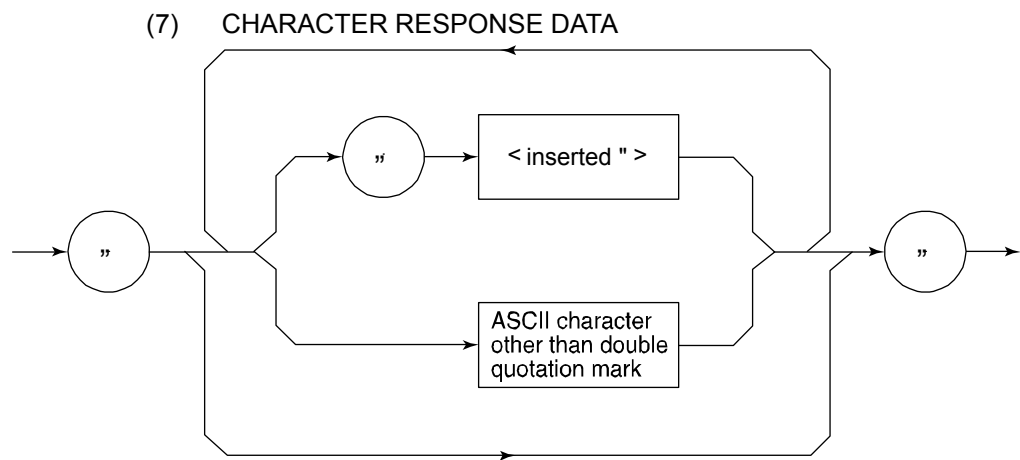 (7) CHARACTER RESPONSE DATA
”
< inserted " >
”
”
ASCII character
other than double
quotation mark